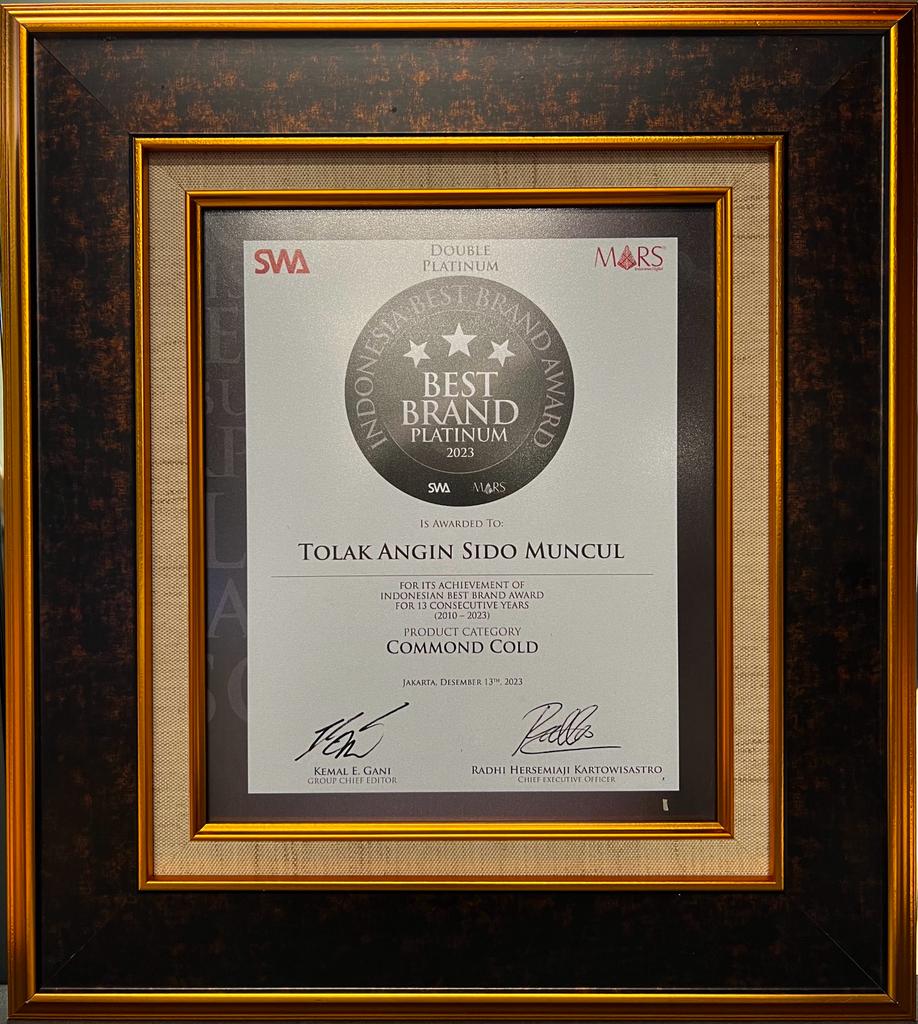 SWA
DOUBLE
PLATINUM
MARS
INDONESIA BEST BRAND AWARD
BEST
BRAND
PLATINUM
2023
SWA MARS
IS AWARDED TO:
TOLAK ANGIN SIDO MUNCUL
FOR ITS ACHIEVEMENT OF
INDONESIAN BEST BRAND AWARD
FOR 13 CONSECUTIVE YEARS
(2010 – 2023)
PRODUCT CATEGORY
COMMOND COLD
JAKARTA, DESEMBER 13TH, 2023
KEMAL E. GANI
GROUP CHIEF EDITOR
RADHI HERSEMIAJI KARTOWISASTRO
CHIEF EXECUTIVE OFFICER